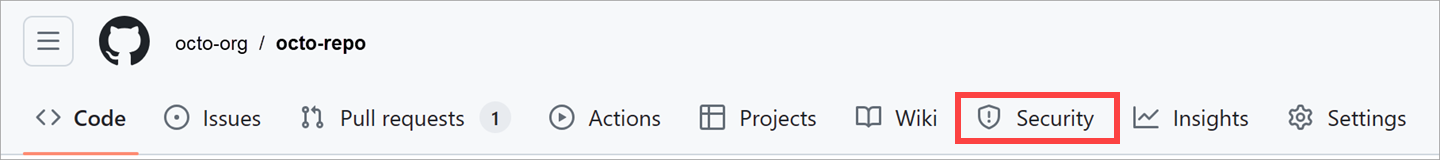 octo-org / octo-repo
Code Issues Pull requests 1 Actions Projects Wiki Security Insights Settings